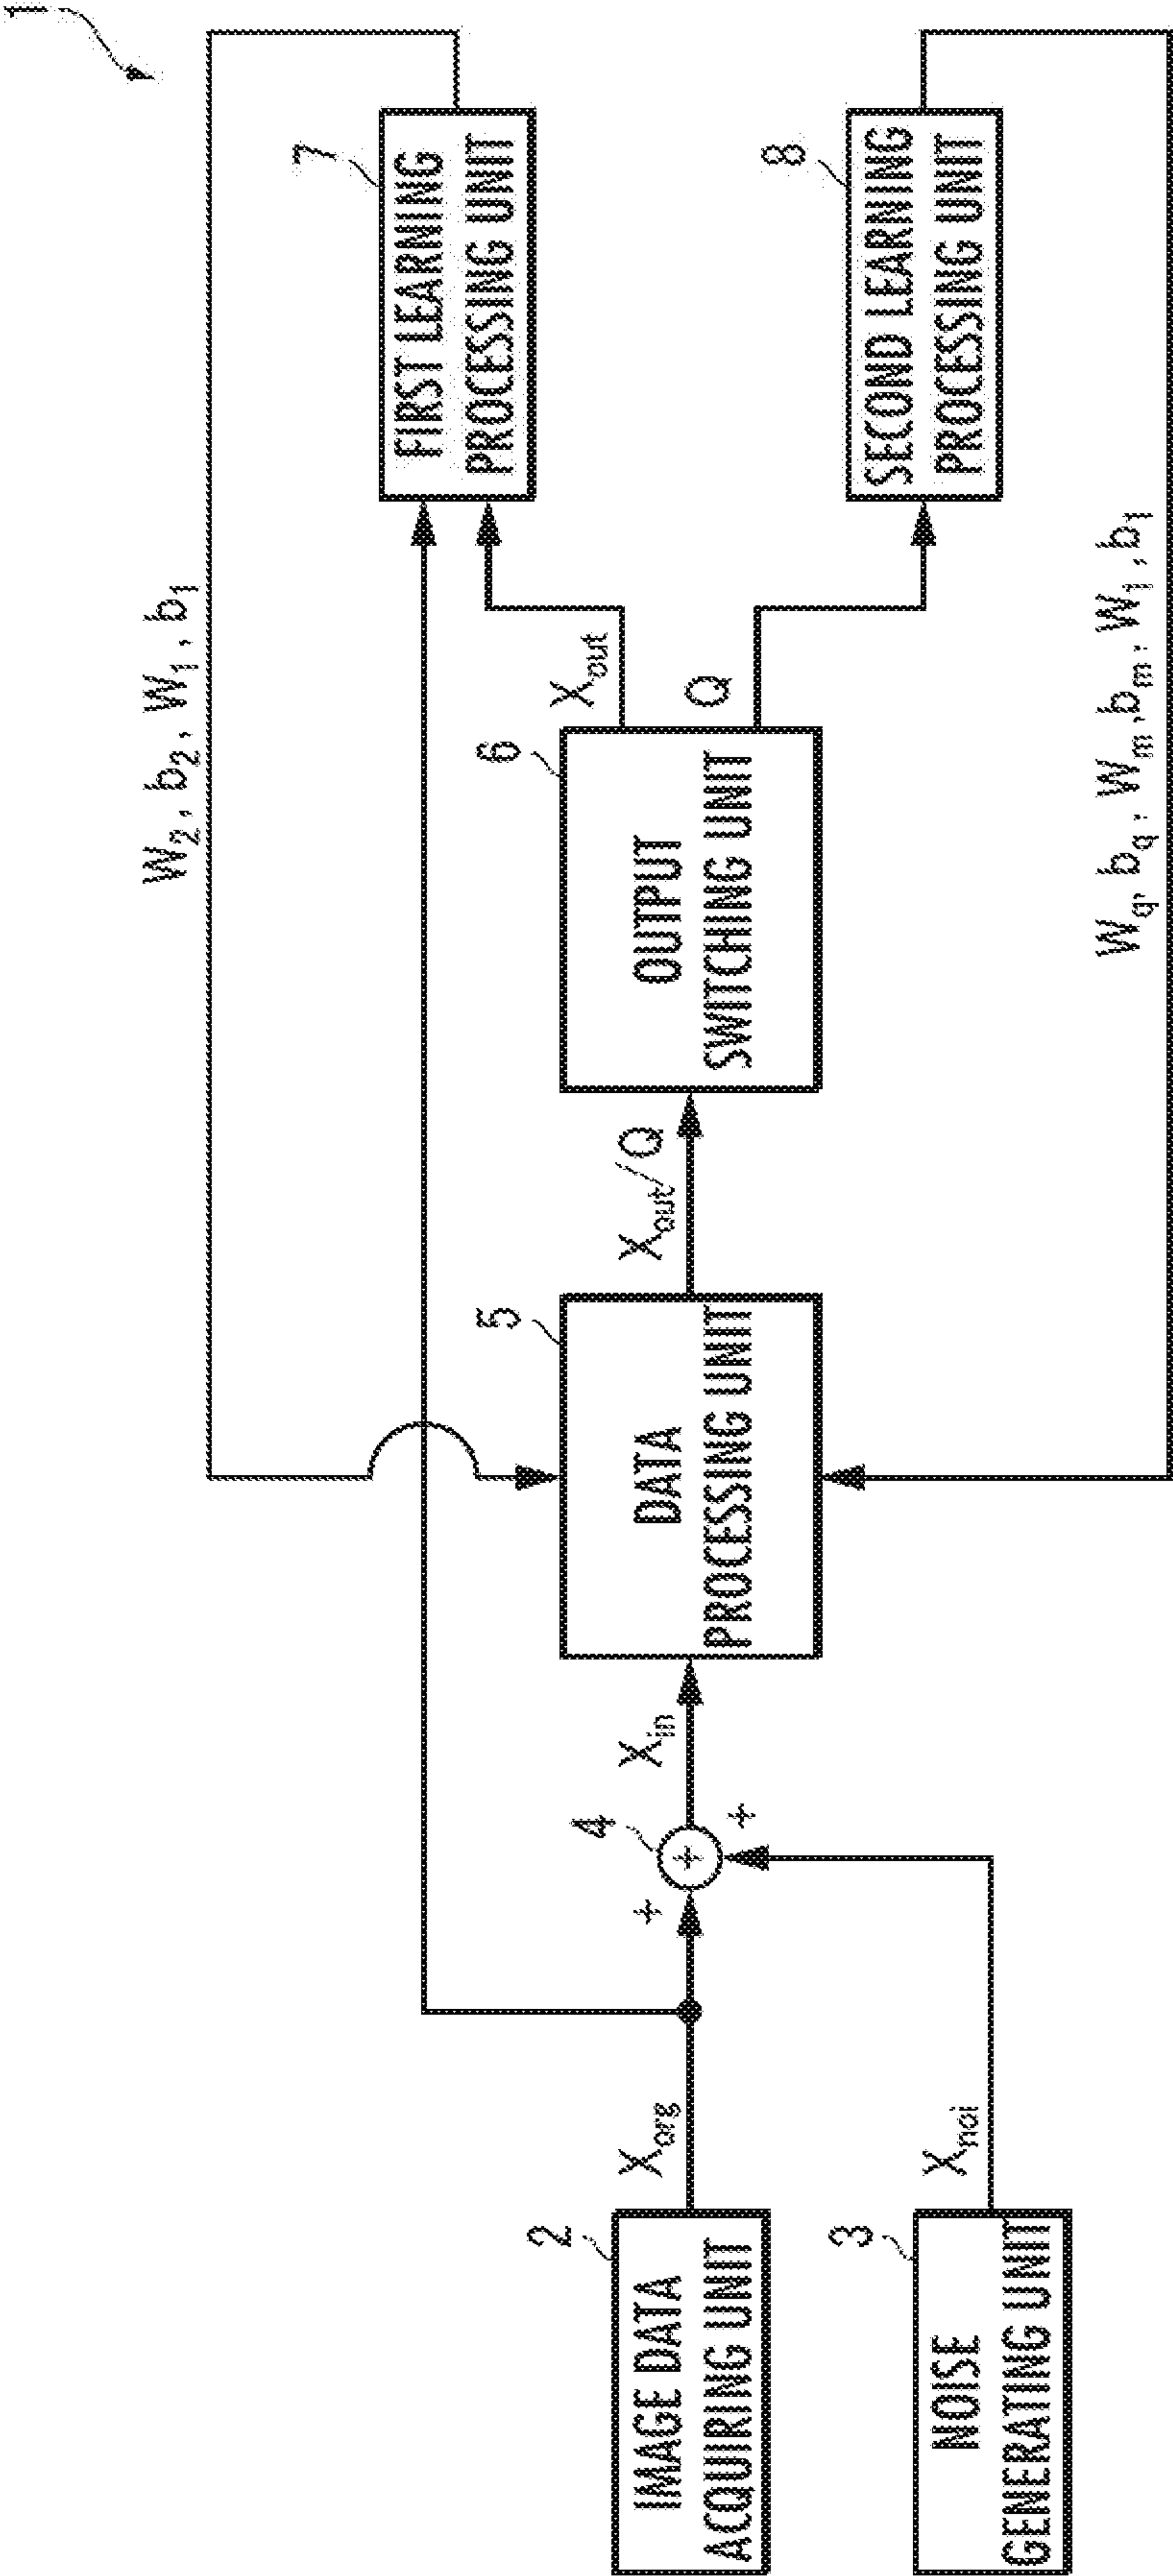 1
W₂, b₂, W₁, b₁
7
FIRST LEARNING
PROCESSING UNIT
2
IMAGE DATA
ACQUIRING UNIT
Xorg
+
4
+
+
Xin
5
DATA
PROCESSING UNIT
Xout/Q
6
OUTPUT
SWITCHING UNIT
Xout
Q
8
SECOND LEARNING
PROCESSING UNIT
3
NOISE
GENERATING UNIT
Xnoi
Wq, bq, Wm, bm, W₁, b₁